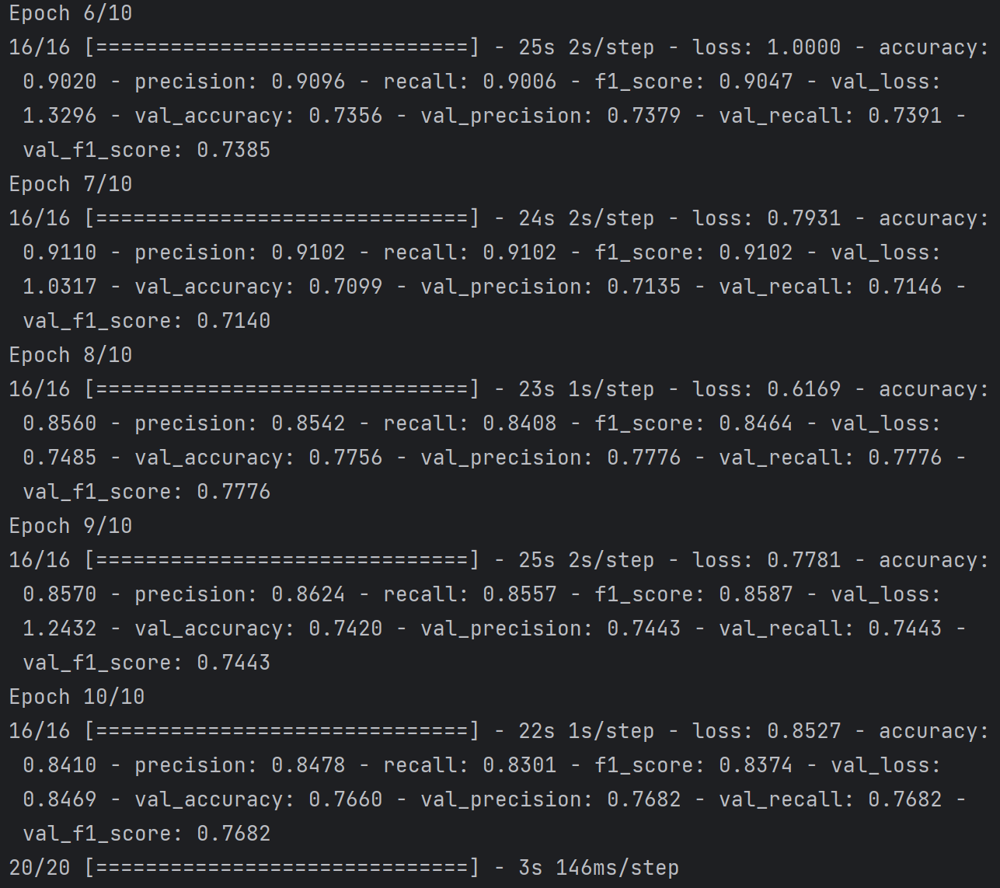 Epoch 6/10
16/16 [==============================] - 25s 2s/step - loss: 1.0000 - accuracy:
0.9020 - precision: 0.9096 - recall: 0.9006 - f1_score: 0.9047 - val_loss:
1.3296 - val_accuracy: 0.7356 - val_precision: 0.7379 - val_recall: 0.7391 -
val_f1_score: 0.7385
Epoch 7/10
16/16 [==============================] - 24s 2s/step - loss: 0.7931 - accuracy:
0.9110 - precision: 0.9102 - recall: 0.9102 - f1_score: 0.9102 - val_loss:
1.0317 - val_accuracy: 0.7099 - val_precision: 0.7135 - val_recall: 0.7146 -
val_f1_score: 0.7140
Epoch 8/10
16/16 [==============================] - 23s 1s/step - loss: 0.6169 - accuracy:
0.8560 - precision: 0.8542 - recall: 0.8408 - f1_score: 0.8464 - val_loss:
0.7485 - val_accuracy: 0.7756 - val_precision: 0.7776 - val_recall: 0.7776 -
val_f1_score: 0.7776
Epoch 9/10
16/16 [==============================] - 25s 2s/step - loss: 0.7781 - accuracy:
0.8570 - precision: 0.8624 - recall: 0.8557 - f1_score: 0.8587 - val_loss:
1.2432 - val_accuracy: 0.7420 - val_precision: 0.7443 - val_recall: 0.7443 -
val_f1_score: 0.7443
Epoch 10/10
16/16 [==============================] - 22s 1s/step - loss: 0.8527 - accuracy:
0.8410 - precision: 0.8478 - recall: 0.8301 - f1_score: 0.8374 - val_loss:
0.8469 - val_accuracy: 0.7660 - val_precision: 0.7682 - val_recall: 0.7682 -
val_f1_score: 0.7682
20/20 [==============================] - 3s 146ms/step